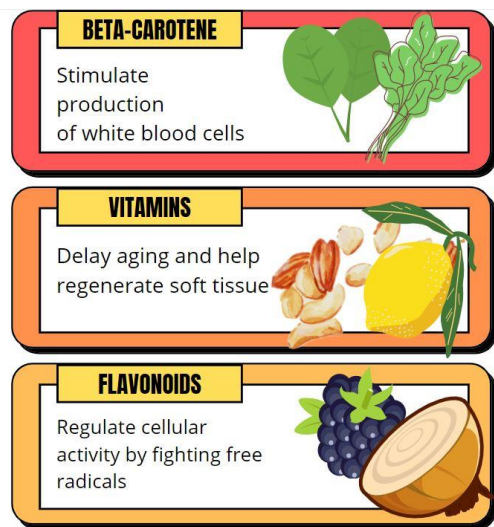 BETA-CAROTENE
Stimulate
production
of white blood cells
VITAMINS
Delay aging and help
regenerate soft tissue
FLAVONOIDS
Regulate cellular
activity by fighting free
radicals